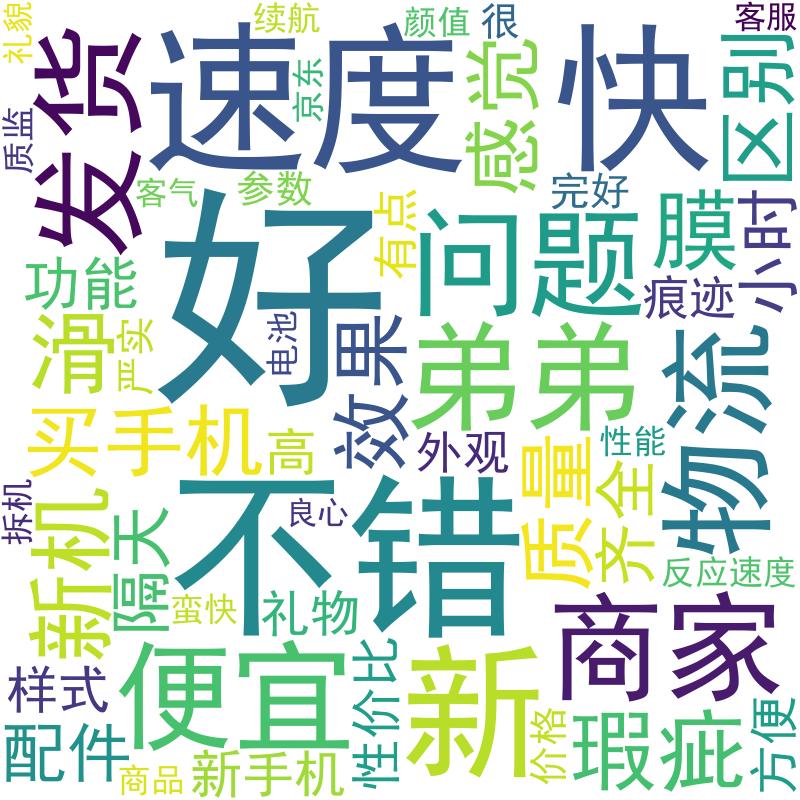 礼貌
续航
颜值
很
客服
发货
速度
快
感觉
区别
京东
质监
客气
参数
完好
好
有点
问题
膜
小时
功能
痕迹
滑
严实
电池
效果
弟弟
物流
买手机
高
外观
质量
性能
齐全
拆机
新机
隔天
不错
良心
反应速度
蛮快
礼物
商家
样式
便宜
性价比
新
配件
价格
瑕疵
方便
商品
新手机